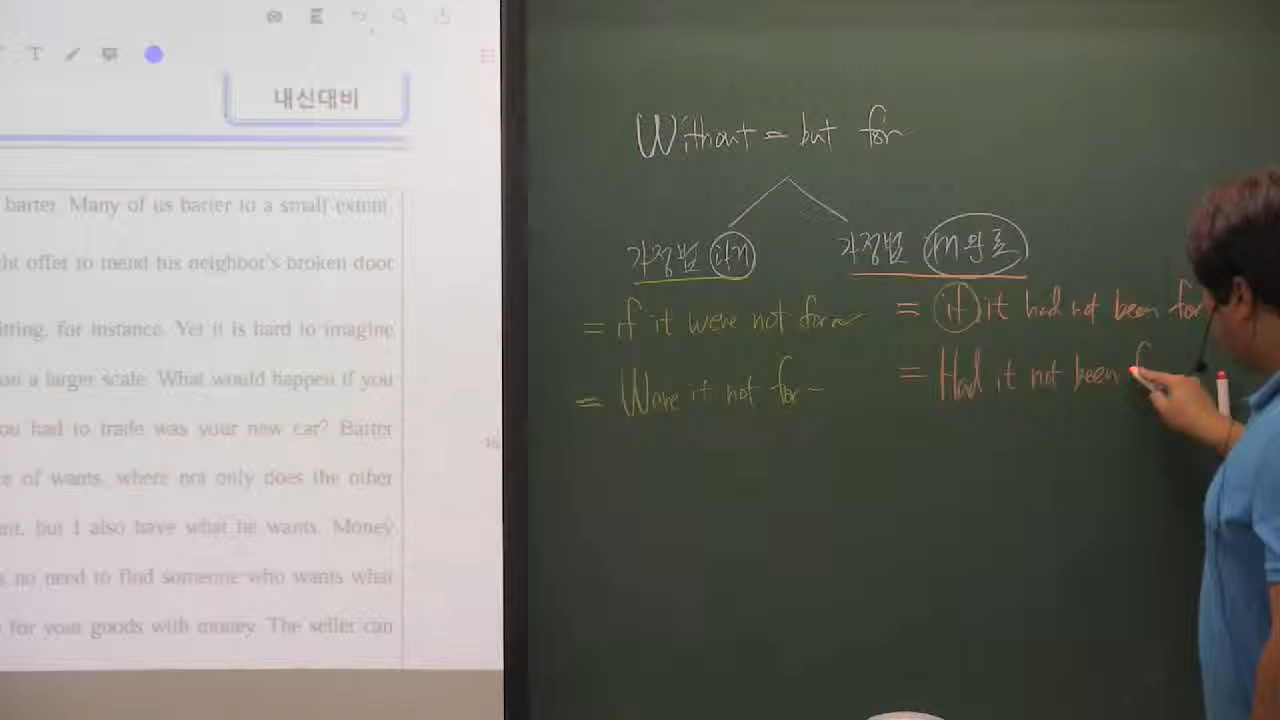 내신대비
barter. Many of us barter to a small extent
ght offer to mend his neighbor's broken door
itting, for instance. Yet it is hard to imagine
on a larger scale. What would happen if you
ou had to trade was your new car? Barter
ce of wants, where not only does the other
ant, but I also have what he wants. Money
s no need to find someone who wants what
for your goods with money. The seller can
Without = but for
가정법 과거
가정법 과거완료
= if it were not for
= if it had not been for
= Were it not for
= Had it not been f